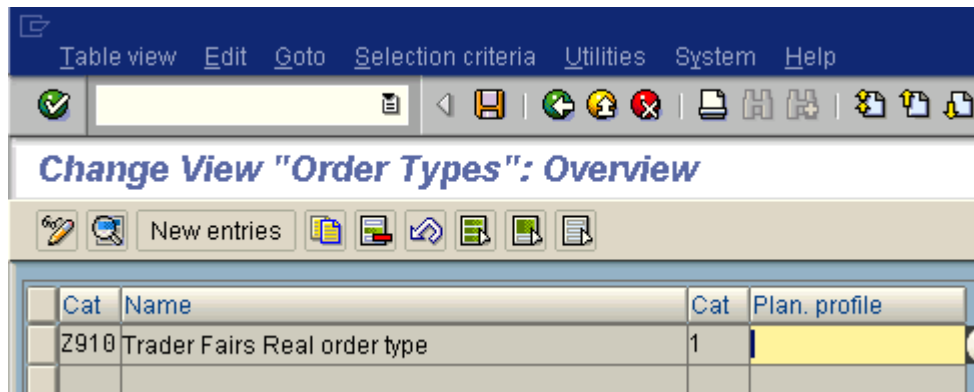 Table view Edit Goto Selection criteria Utilities System Help
Change View "Order Types": Overview
New entries
Cat Name Cat Plan. profile
Z910 Trader Fairs Real order type 1